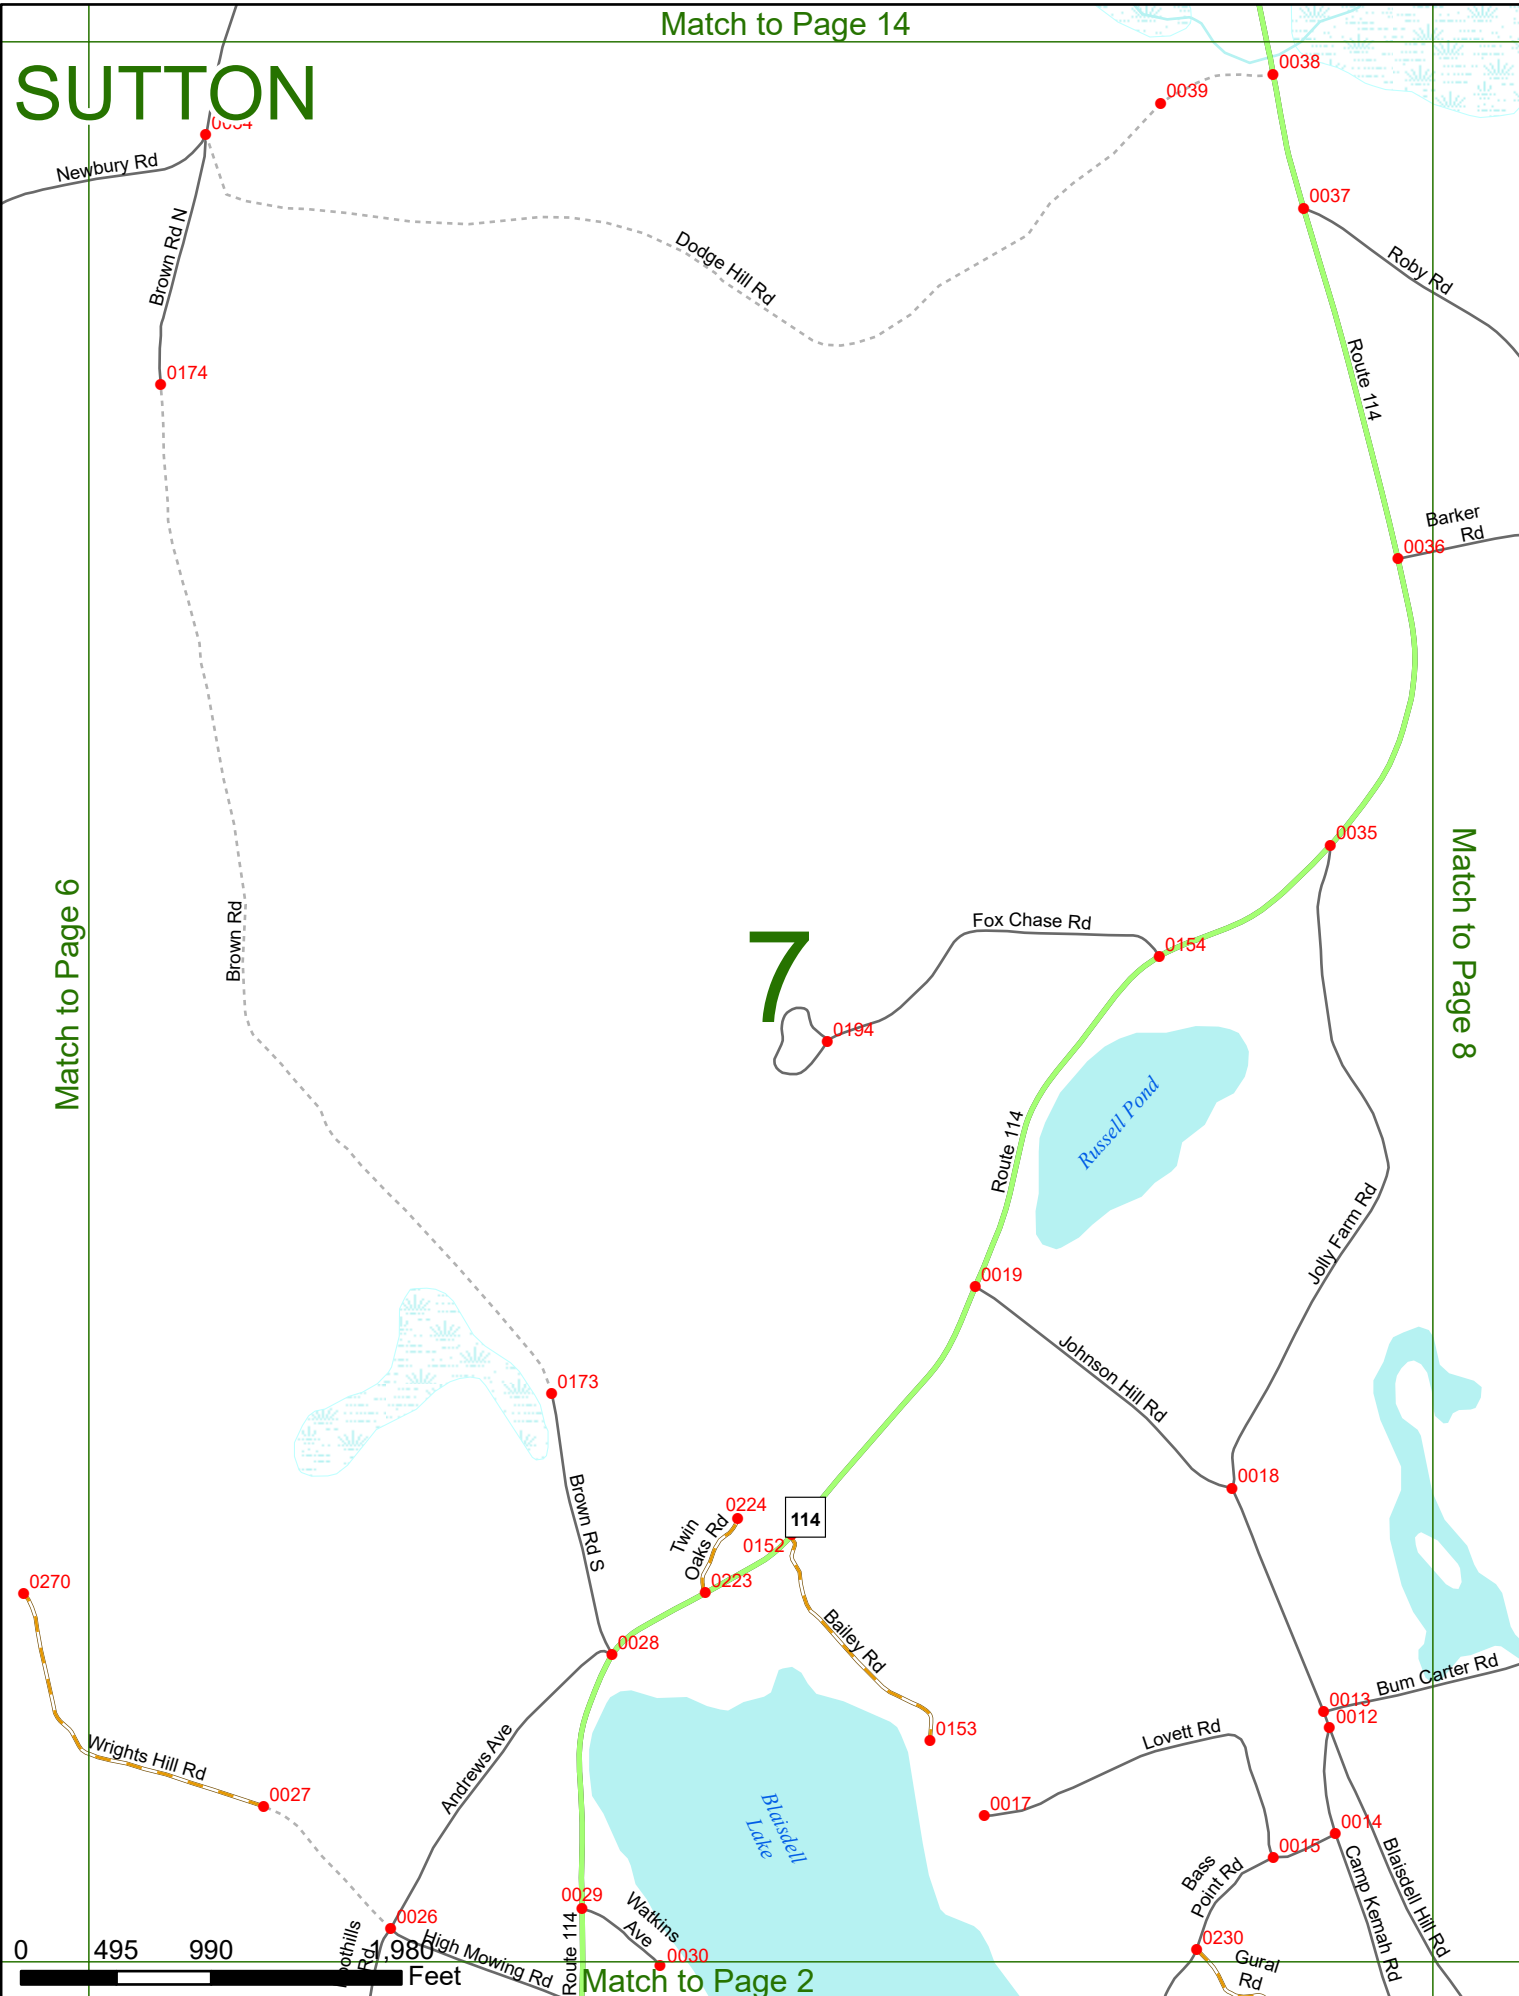 Match to Page 14
SUTTON
0038
0039
Newbury Rd
0037
Brown Rd N
Dodge Hill Rd
Roby Rd
Route 114
0174
Barker
Rd
0036
0035
Match to Page 6
Match to Page 8
Brown Rd
7
Fox Chase Rd
0154
0194
Russell Pond
Route 114
Jolly Farm Rd
0019
Johnson Hill Rd
0173
0018
Brown Rd S
0224
Twin
Oaks Rd
114
0152
0223
0270
Bailey Rd
0028
Bum Carter Rd
0013
0012
0153
Lovett Rd
Wrights Hill Rd
Andrews Ave
0027
Blaisdell
Lake
0017
0014
0015
Bass
Point Rd
Camp Kemah Rd
Blaisdell Hill Rd
0029
Watkins
Ave
0026
High Mowing Rd
Rd
Route 114
0030
0230
Gural
Rd
0 495 990 1,980
Feet
Match to Page 2